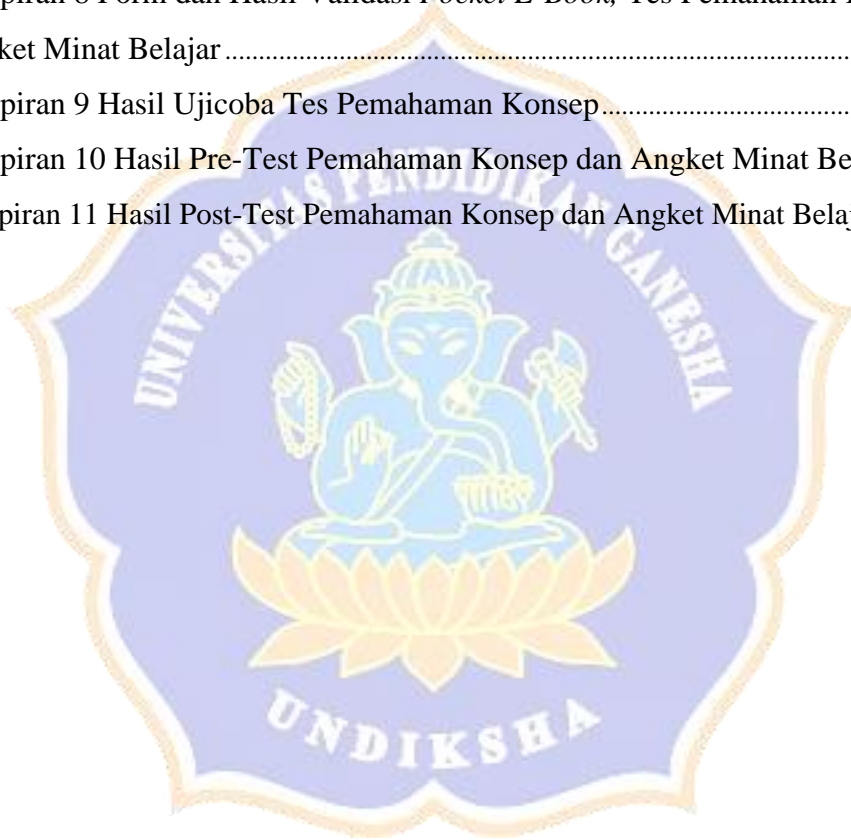 piran 8 Form dan Hasil Validasi Pocket E-Book, Tes Pemahaman
ket Minat Belajar
piran 9 Hasil Ujicoba Tes Pemahaman Konsep
piran 10 Hasil Pre-Test Pemahaman Konsep dan Angket Minat Be
piran 11 Hasil Post-Test Pemahaman Konsep dan Angket Minat Belaj
UNIVERSITAS PENDIDIKAN GANESHA
UNDIKSHA